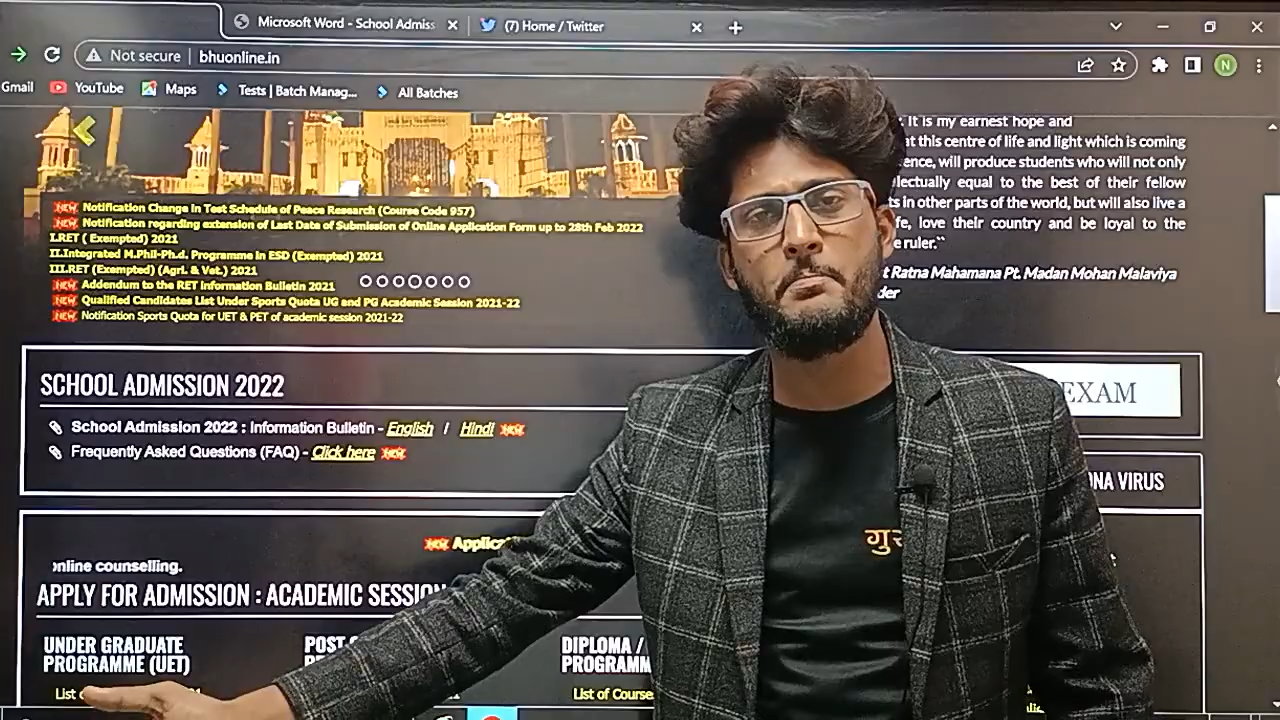 Microsoft Word - School Admiss
(7) Home / Twitter
Not secure
bhuonline.in
N
Gmail
YouTube
Maps
Tests | Batch Manag...
All Batches
. It is my earnest hope and
at this centre of life and light which is coming
ence, will produce students who will not only
llectually equal to the best of their fellow
ts in other parts of the world, but will also live a
fe, love their country and be loyal to the
e ruler.``
t Ratna Mahamana Pt. Madan Mohan Malaviya
der
NEW Notification Change in Test Schedule of Peace Research (Course Code 957)
NEW Notification regarding extension of Last Date of Submission of Online Application Form up to 28th Feb 2022
I.RET ( Exempted) 2021
II.Integrated M.Phil-Ph.d. Programme in ESD (Exempted) 2021
III.RET (Exempted) (Agri. & Vet.) 2021
NEW Addendum to the RET Information Bulletin 2021
NEW Qualified Candidates List Under Sports Quota UG and PG Academic Session 2021-22
NEW Notification Sports Quota for UET & PET of academic session 2021-22
SCHOOL ADMISSION 2022
School Admission 2022 : Information Bulletin - English / Hindi NEW
Frequently Asked Questions (FAQ) - Click here NEW
EXAM
NA VIRUS
NEW Applicat
online counselling.
APPLY FOR ADMISSION : ACADEMIC SESSION
UNDER GRADUATE
PROGRAMME (UET)
POST
DIPLOMA /
PROGRAMM
List
List of Course
गुरु